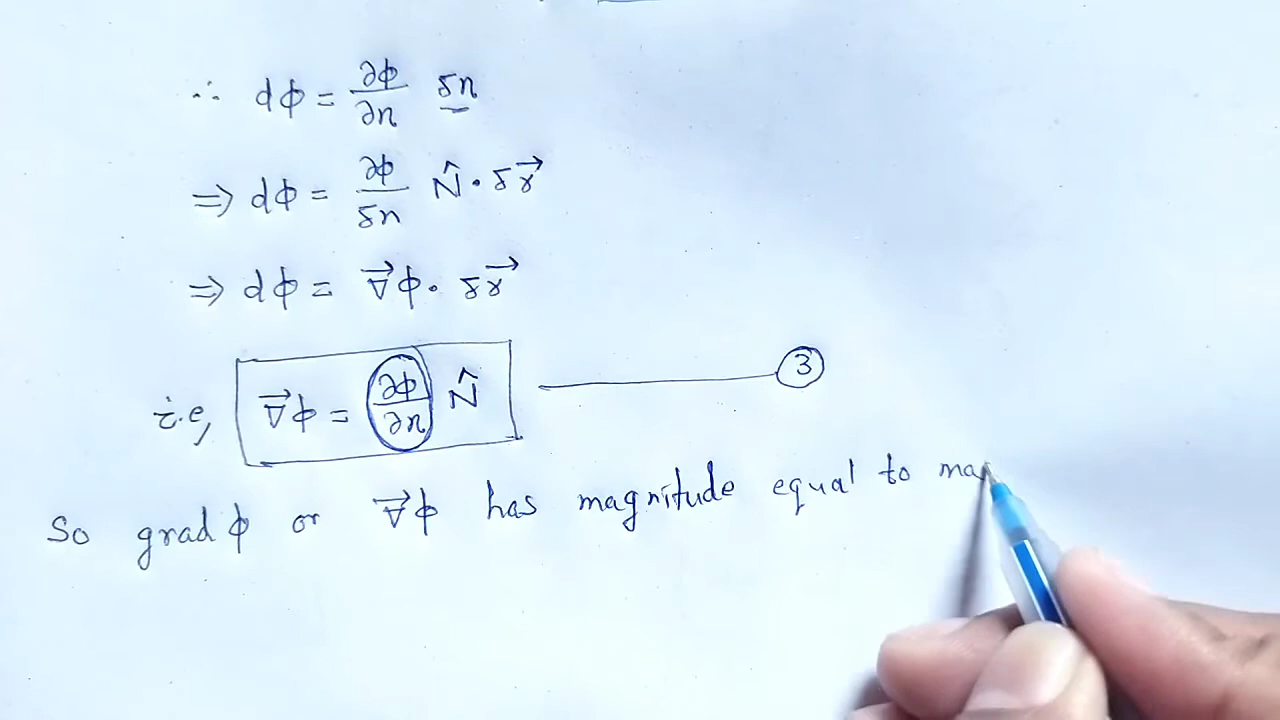 ∴ dϕ = ∂ϕ/∂n δn
⇒ dϕ = ∂ϕ/δn N̂ · δr⃗
⇒ dϕ = ∇⃗ϕ · δr⃗
i.e, ∇⃗ϕ = ∂ϕ/∂n N̂ ——— ③
So grad ϕ or ∇⃗ϕ has magnitude equal to